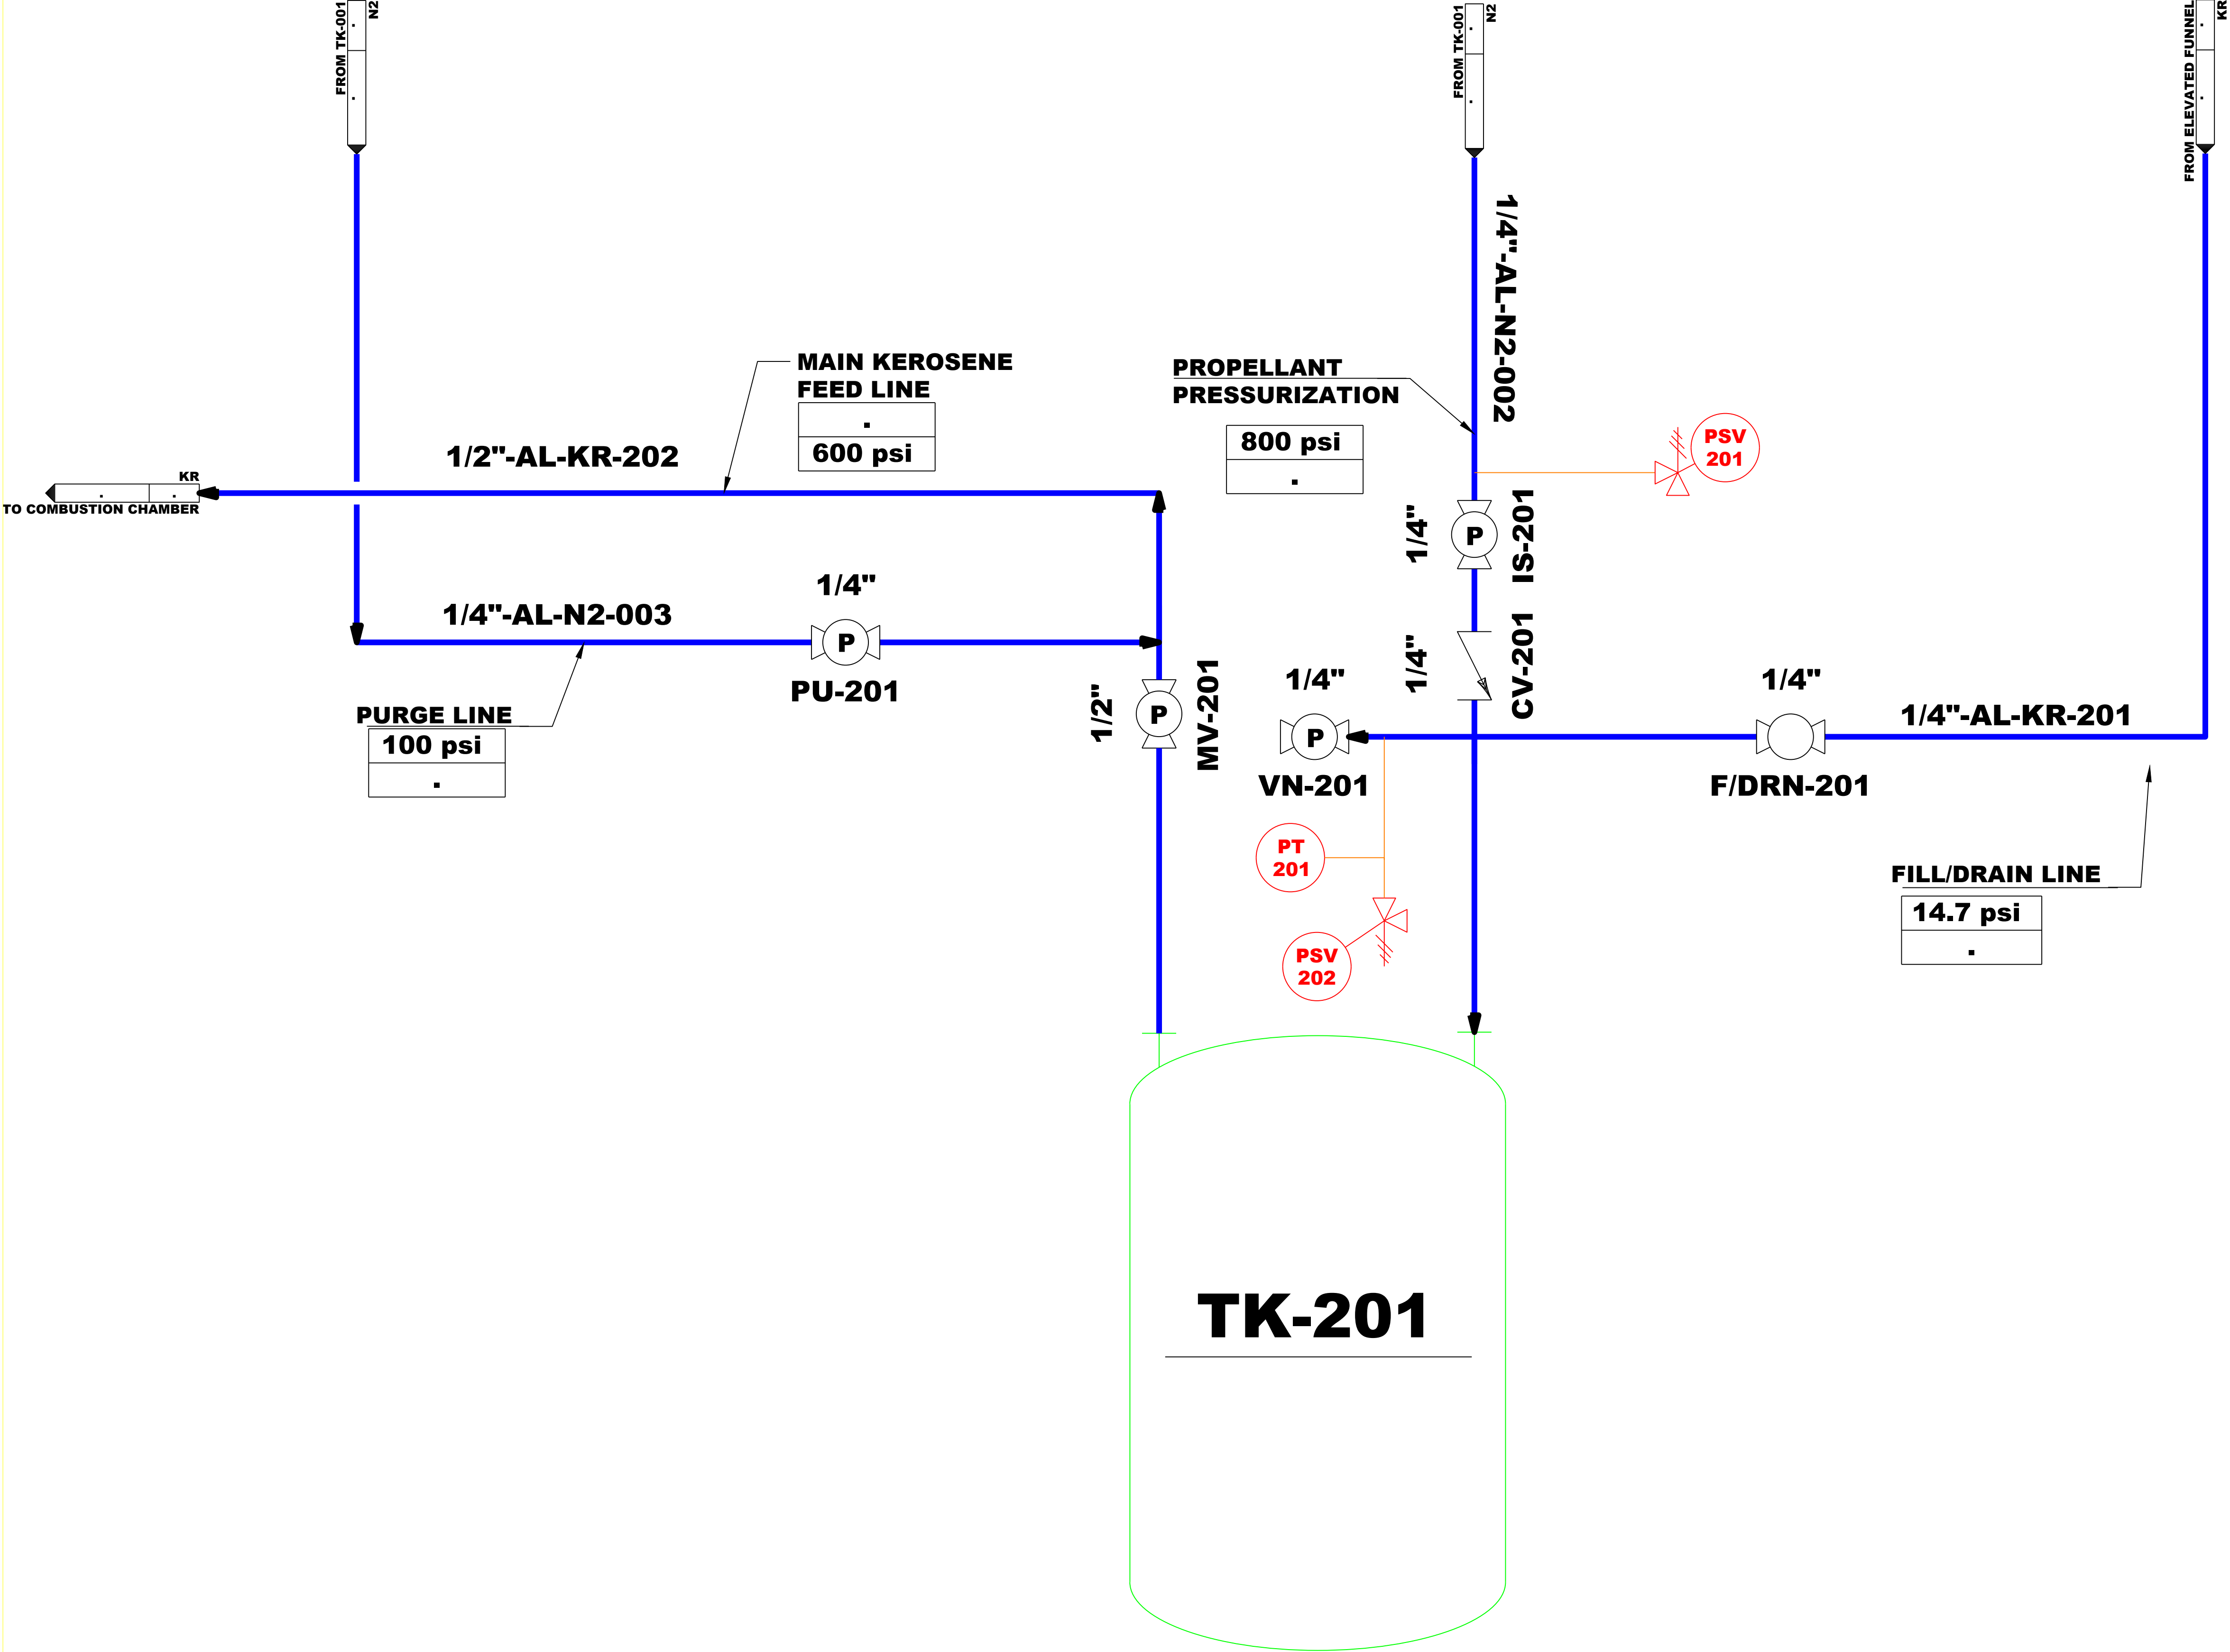 FROM TK-001
N2
FROM TK-001
N2
FROM ELEVATED FUNNEL
KR
1/4"-AL-N2-002
MAIN KEROSENE
FEED LINE
.
600 psi
PROPELLANT
PRESSURIZATION
800 psi
.
1/2"-AL-KR-202
PSV
201
KR
TO COMBUSTION CHAMBER
1/4"
P
IS-201
1/4"
1/4"-AL-N2-003
P
PU-201
1/4"
CV-201
PURGE LINE
100 psi
.
1/2"
P
MV-201
1/4"
P
VN-201
1/4"
F/DRN-201
1/4"-AL-KR-201
PT
201
FILL/DRAIN LINE
14.7 psi
.
PSV
202
TK-201